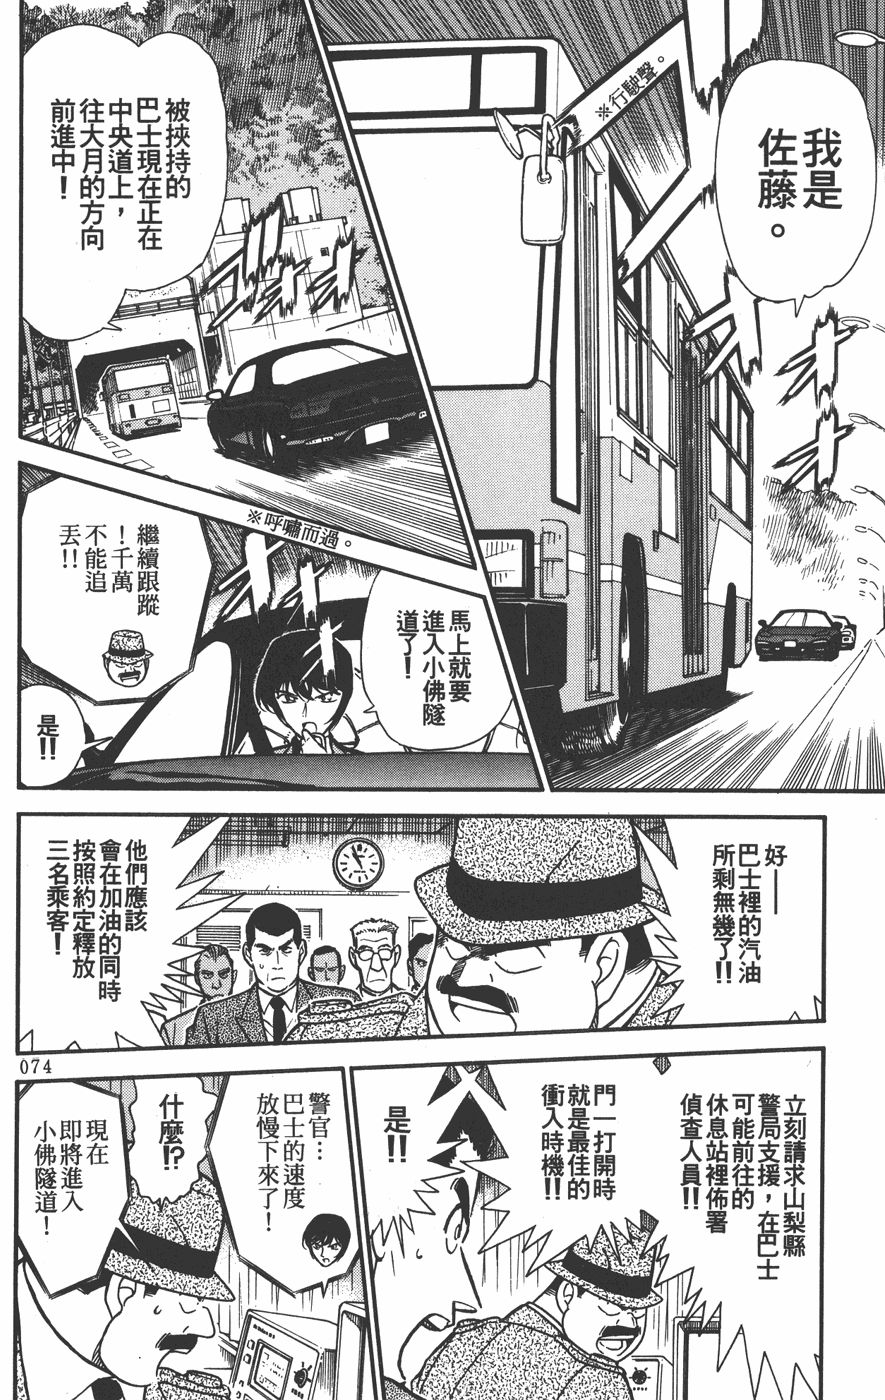 我是
佐藤。
※行駛聲。
被挾持的
巴士現在正在
中央道上，
往大月的方向
前進中！
ブオオオ
※呼嘯而過。
馬上就要
進入小佛隧
道了！
繼續跟蹤
！千萬
不能追
丟!!
是!!
好——
巴士裡的汽油
所剩無幾了!!
他們應該
會在加油的同時
按照約定釋放
三名乘客！
立刻請求山梨縣
警局支援，在巴士
可能前往的
休息站裡佈署
偵查人員!!
門一打開時
就是最佳的
衝入時機!!
是!!
警官…
巴士的速度
放慢下來了！
什麼!?
現在
即將進入
小佛隧道！
074